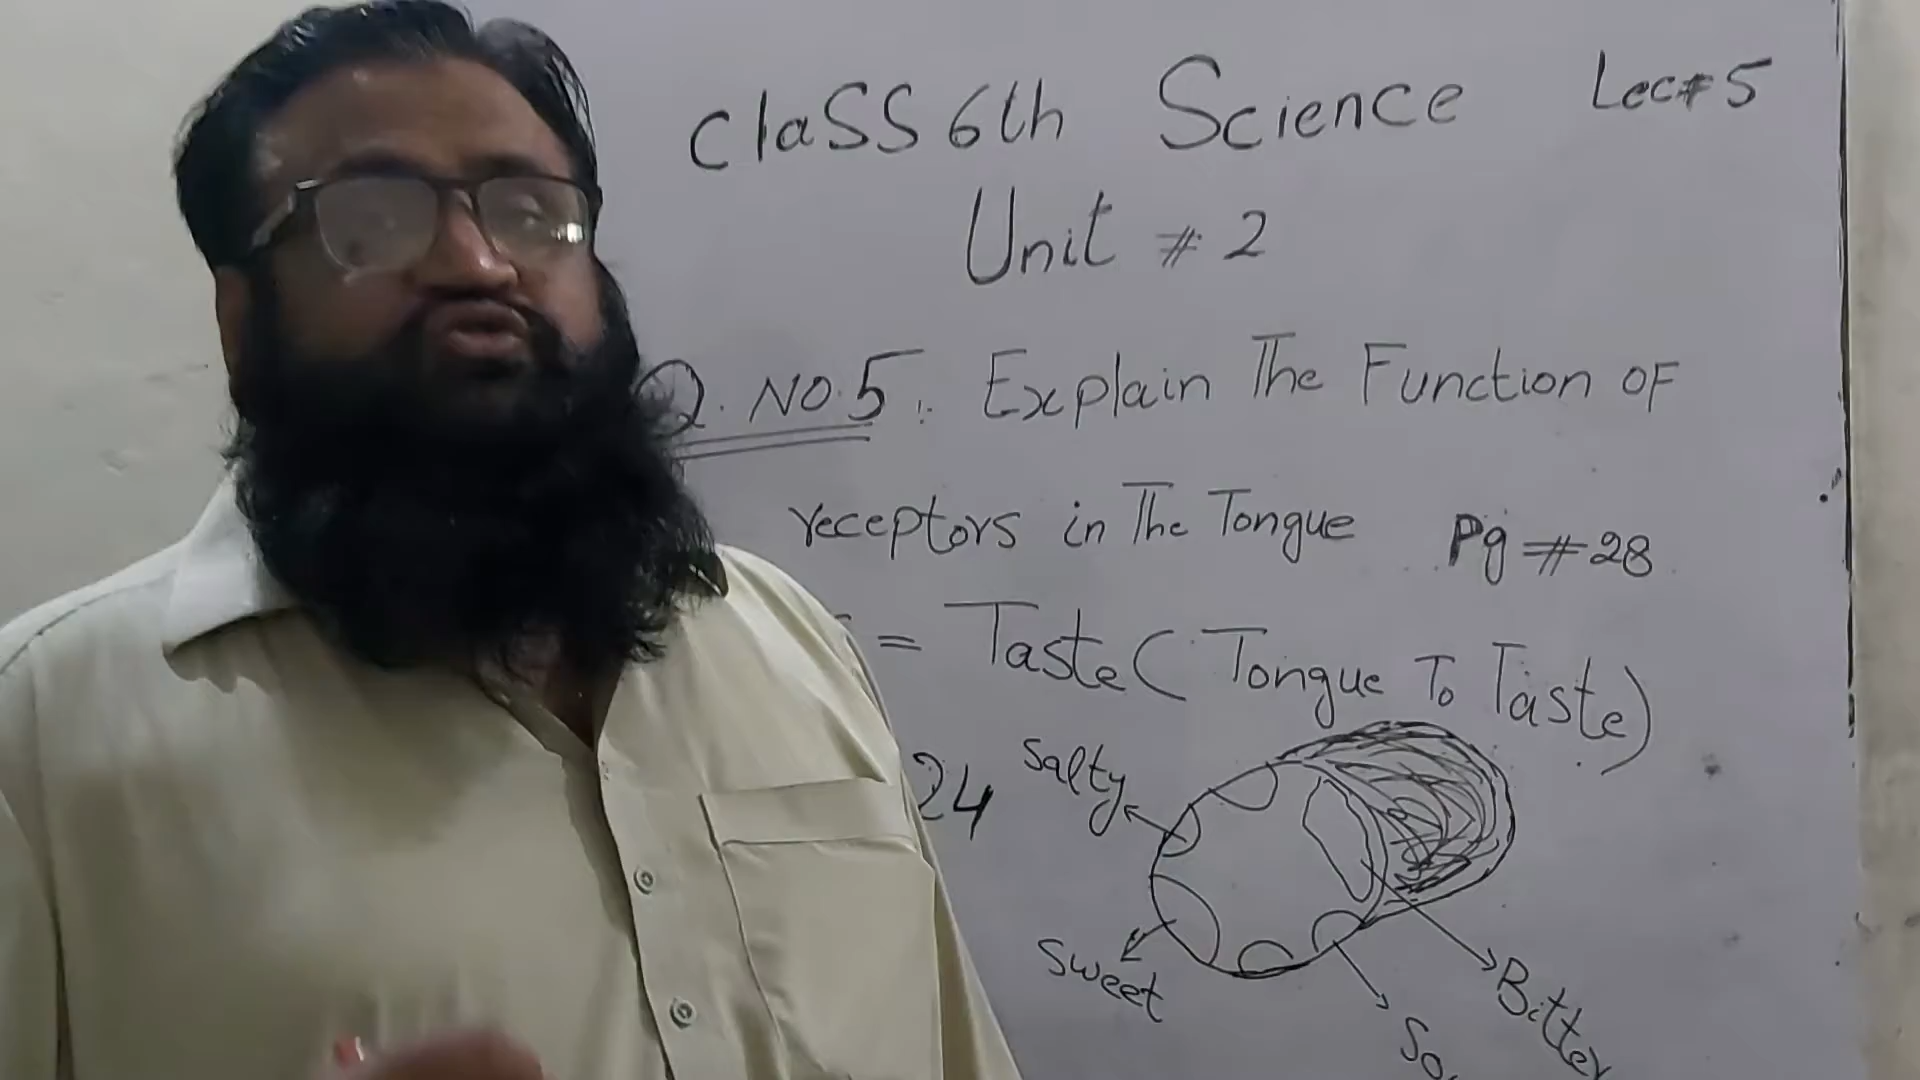 Class 6th Science Lec# 5
Unit # 2
Q. NO.5: Explain The Function OF
receptors in The Tongue Pg # 28
= Taste ( Tongue To Taste )
24
Salty
Sweet
Bitter